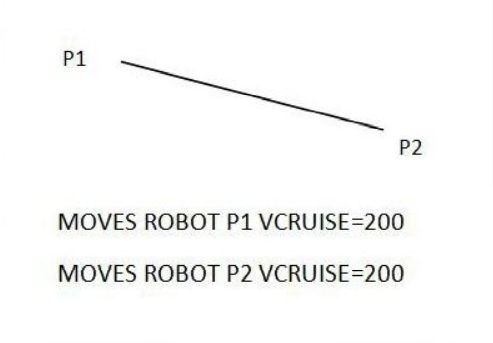 P1
P2
MOVES ROBOT P1 VCRUISE=200
MOVES ROBOT P2 VCRUISE=200